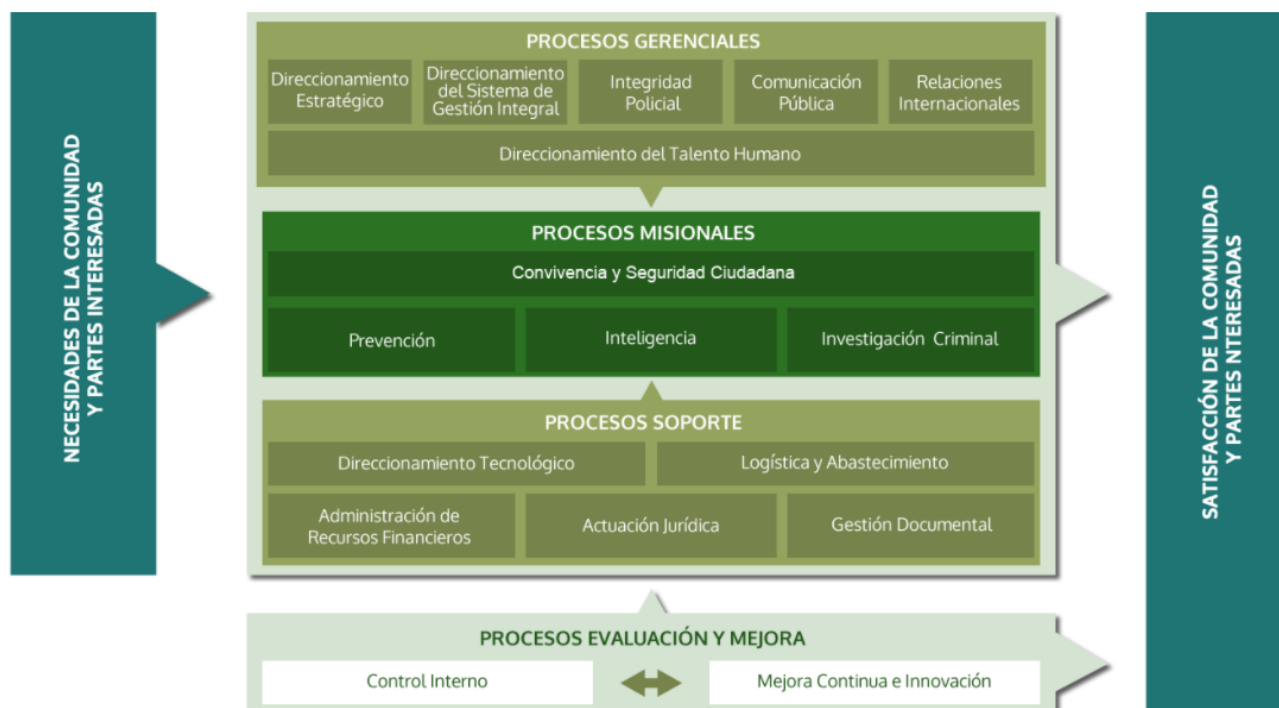 NECESIDADES DE LA COMUNIDAD
Y PARTES INTERESADAS
PROCESOS GERENCIALES
Direccionamiento
Estratégico
Direccionamiento
del Sistema de
Gestión Integral
Integridad
Policial
Comunicación
Pública
Relaciones
Internacionales
Direccionamiento del Talento Humano
PROCESOS MISIONALES
Convivencia y Seguridad Ciudadana
Prevención
Inteligencia
Investigación Criminal
PROCESOS SOPORTE
Direccionamiento Tecnológico
Logística y Abastecimiento
Administración de
Recursos Financieros
Actuación Jurídica
Gestión Documental
PROCESOS EVALUACIÓN Y MEJORA
Control Interno
Mejora Continua e Innovación
SATISFACCIÓN DE LA COMUNIDAD
Y PARTES NTERESADAS